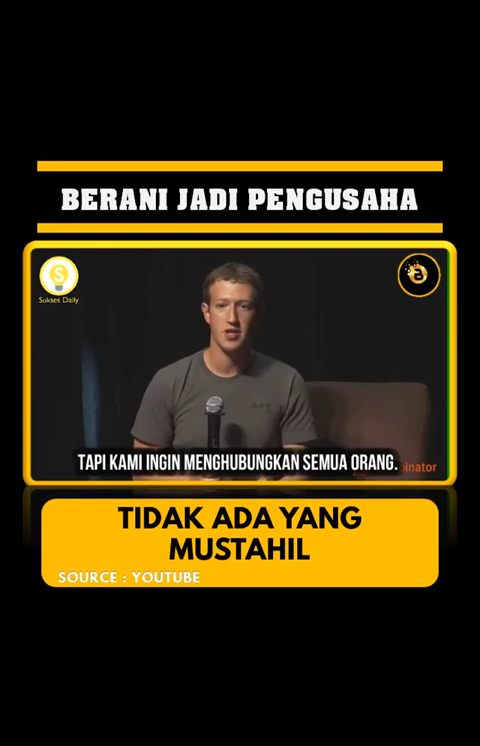 BERANI JADI PENGUSAHA
Sukses Daily
TAPI KAMI INGIN MENGHUBUNGKAN SEMUA ORANG.
TIDAK ADA YANG
MUSTAHIL
SOURCE : YOUTUBE